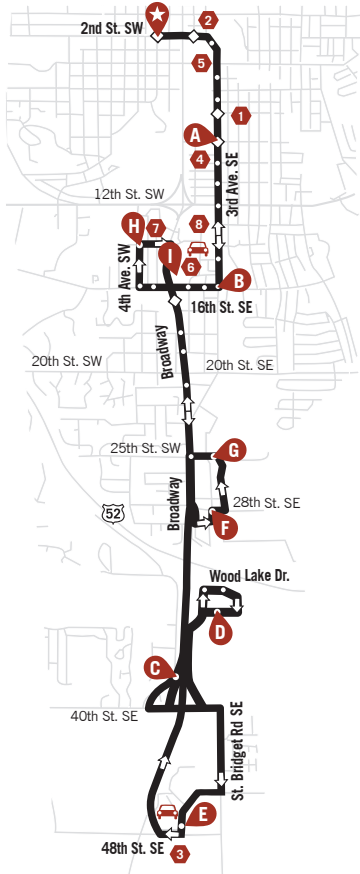 2nd St. SW
2
5
1
A
4
3rd Ave. SE
12th St. SW
8
H
7
I
6
4th Ave. SW
B
16th St. SE
Broadway
20th St. SW
20th St. SE
25th St. SW
G
Broadway
28th St. SE
52
F
Wood Lake Dr.
D
C
40th St. SE
St. Bridget Rd SE
E
48th St. SE
3